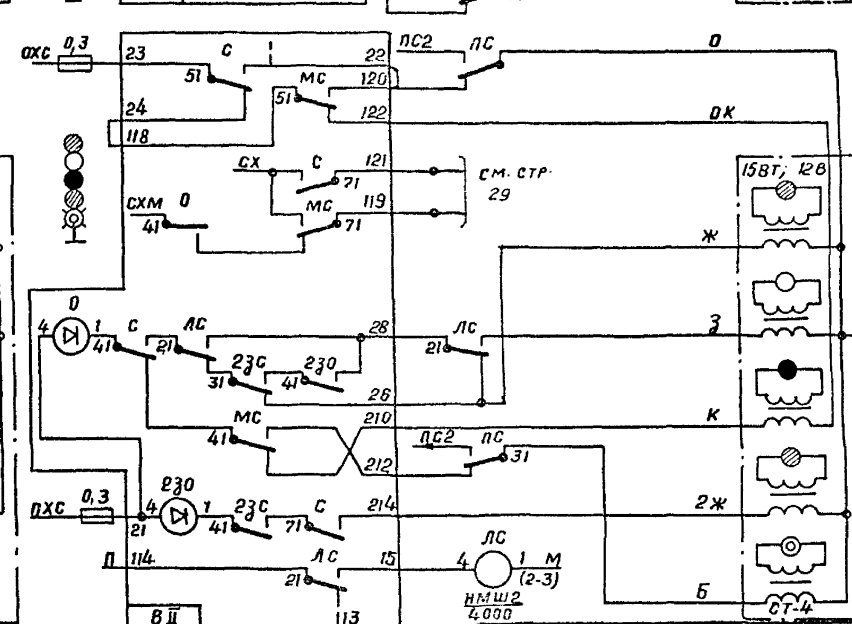 ОХС 0,3 23 С 22 ПС2 ПС О
51 МС 120
51
24 122 ОК
118
СХ С 121 СМ. СТР. 29
71
15ВТ; 12В
СХМ О МС 119
41 71
Ж
О
4 1 С ЛС 28 ЛС З
41 21 21
2ЗС 2ЗО
31 41 26
МС 210 К
41 ПС2 ПС
212 31
2ЗО
ПХС 0,3 4 1 2ЗС С 214 2Ж
21 41 71
П 114 ЛС 15 ЛС
4 1 М
21 (2-3)
НМШ2 Б
4000 СТ-4
В II 113